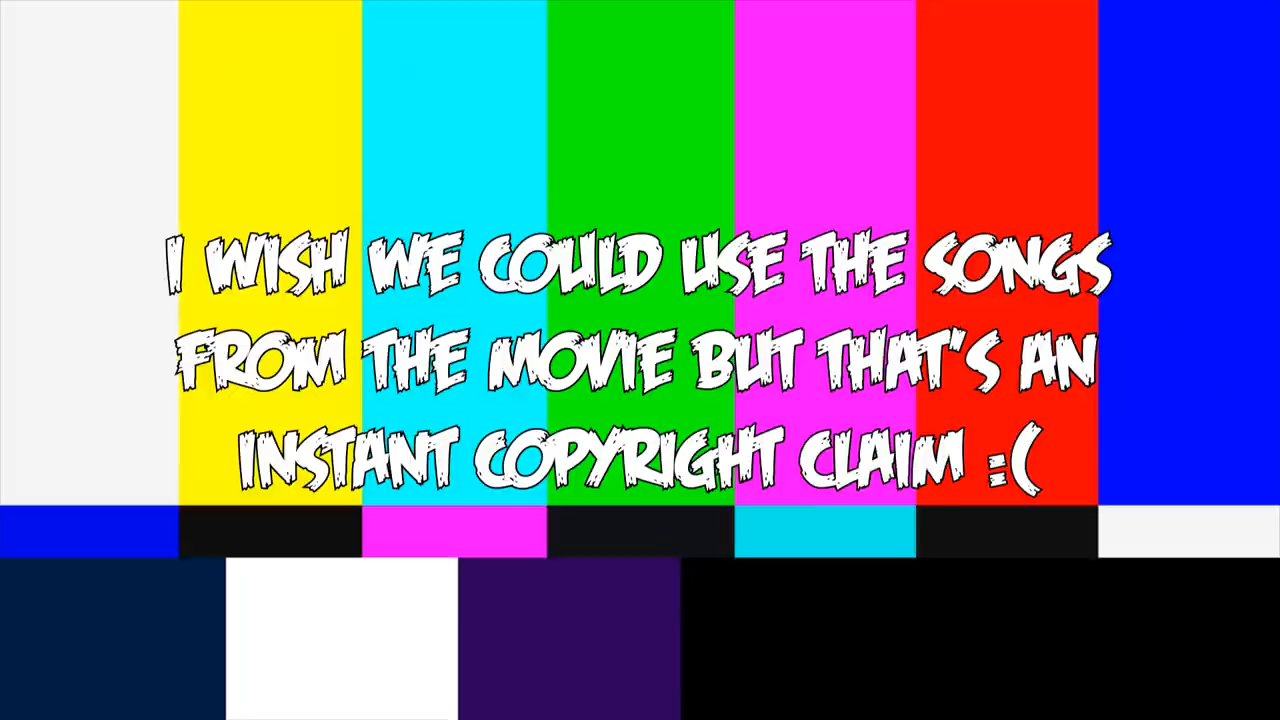 I WISH WE COULD USE THE SONGS
FROM THE MOVIE BUT THAT'S AN
INSTANT COPYRIGHT CLAIM :(